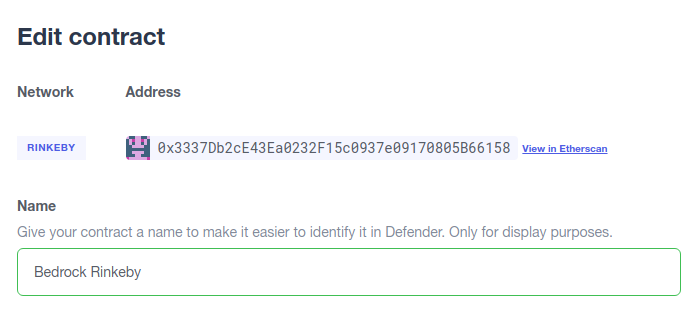 Edit contract
Network Address
RINKEBY 0x3337Db2cE43Ea0232F15c0937e09170805B66158 View in Etherscan
Name
Give your contract a name to make it easier to identify it in Defender. Only for display purposes.
Bedrock Rinkeby